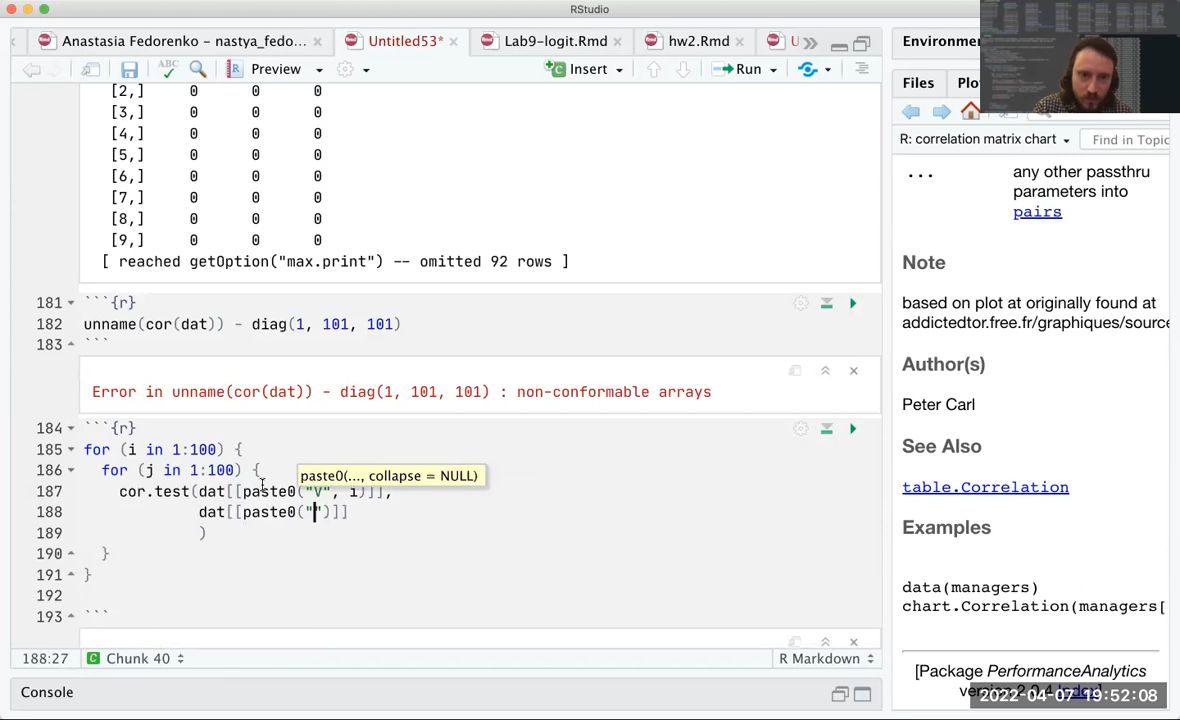 RStudio
Anastasia Fedorenko – nastya_fedo...
Untitled53*
Lab9-logit.Rmd
hw2.Rmd
U
Preview
Insert
Run
[2,] 0 0 0
[3,] 0 0 0
[4,] 0 0 0
[5,] 0 0 0
[6,] 0 0 0
[7,] 0 0 0
[8,] 0 0 0
[9,] 0 0 0
[ reached getOption("max.print") -- omitted 92 rows ]
181 ```{r}
182 unname(cor(dat)) - diag(1, 101, 101)
183 ```
Error in unname(cor(dat)) - diag(1, 101, 101) : non-conformable arrays
184 ```{r}
185 for (i in 1:100) {
186 for (j in 1:100) {
paste0(..., collapse = NULL)
187 cor.test(dat[[paste0("V", i)]],
188 dat[[paste0("")]]
189 )
190 }
191 }
192
193 ```
188:27
Chunk 40
R Markdown
Console
Environmen
Files
Plo
R: correlation matrix chart
Find in Topic
... any other passthru
parameters into
pairs
Note
based on plot at originally found at
addictedtor.free.fr/graphiques/source
Author(s)
Peter Carl
See Also
table.Correlation
Examples
data(managers)
chart.Correlation(managers[
[Package PerformanceAnalytics
2022-04-07 19:52:08